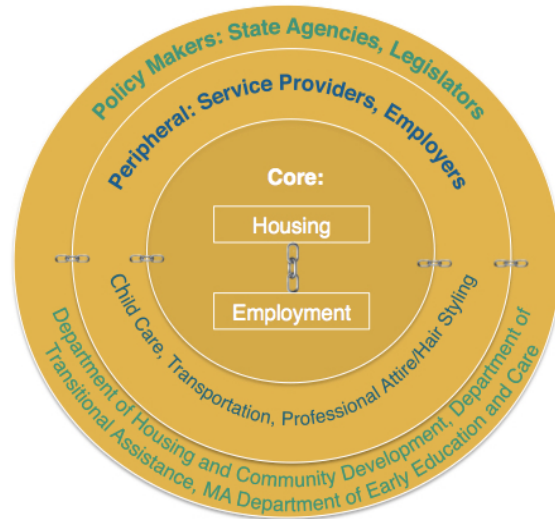 Policy Makers: State Agencies, Legislators
Peripheral: Service Providers, Employers
Core:
Housing
Employment
Child Care, Transportation, Professional Attire/Hair Styling
Department of Housing and Community Development, Department of
Transitional Assistance, MA Department of Early Education and Care